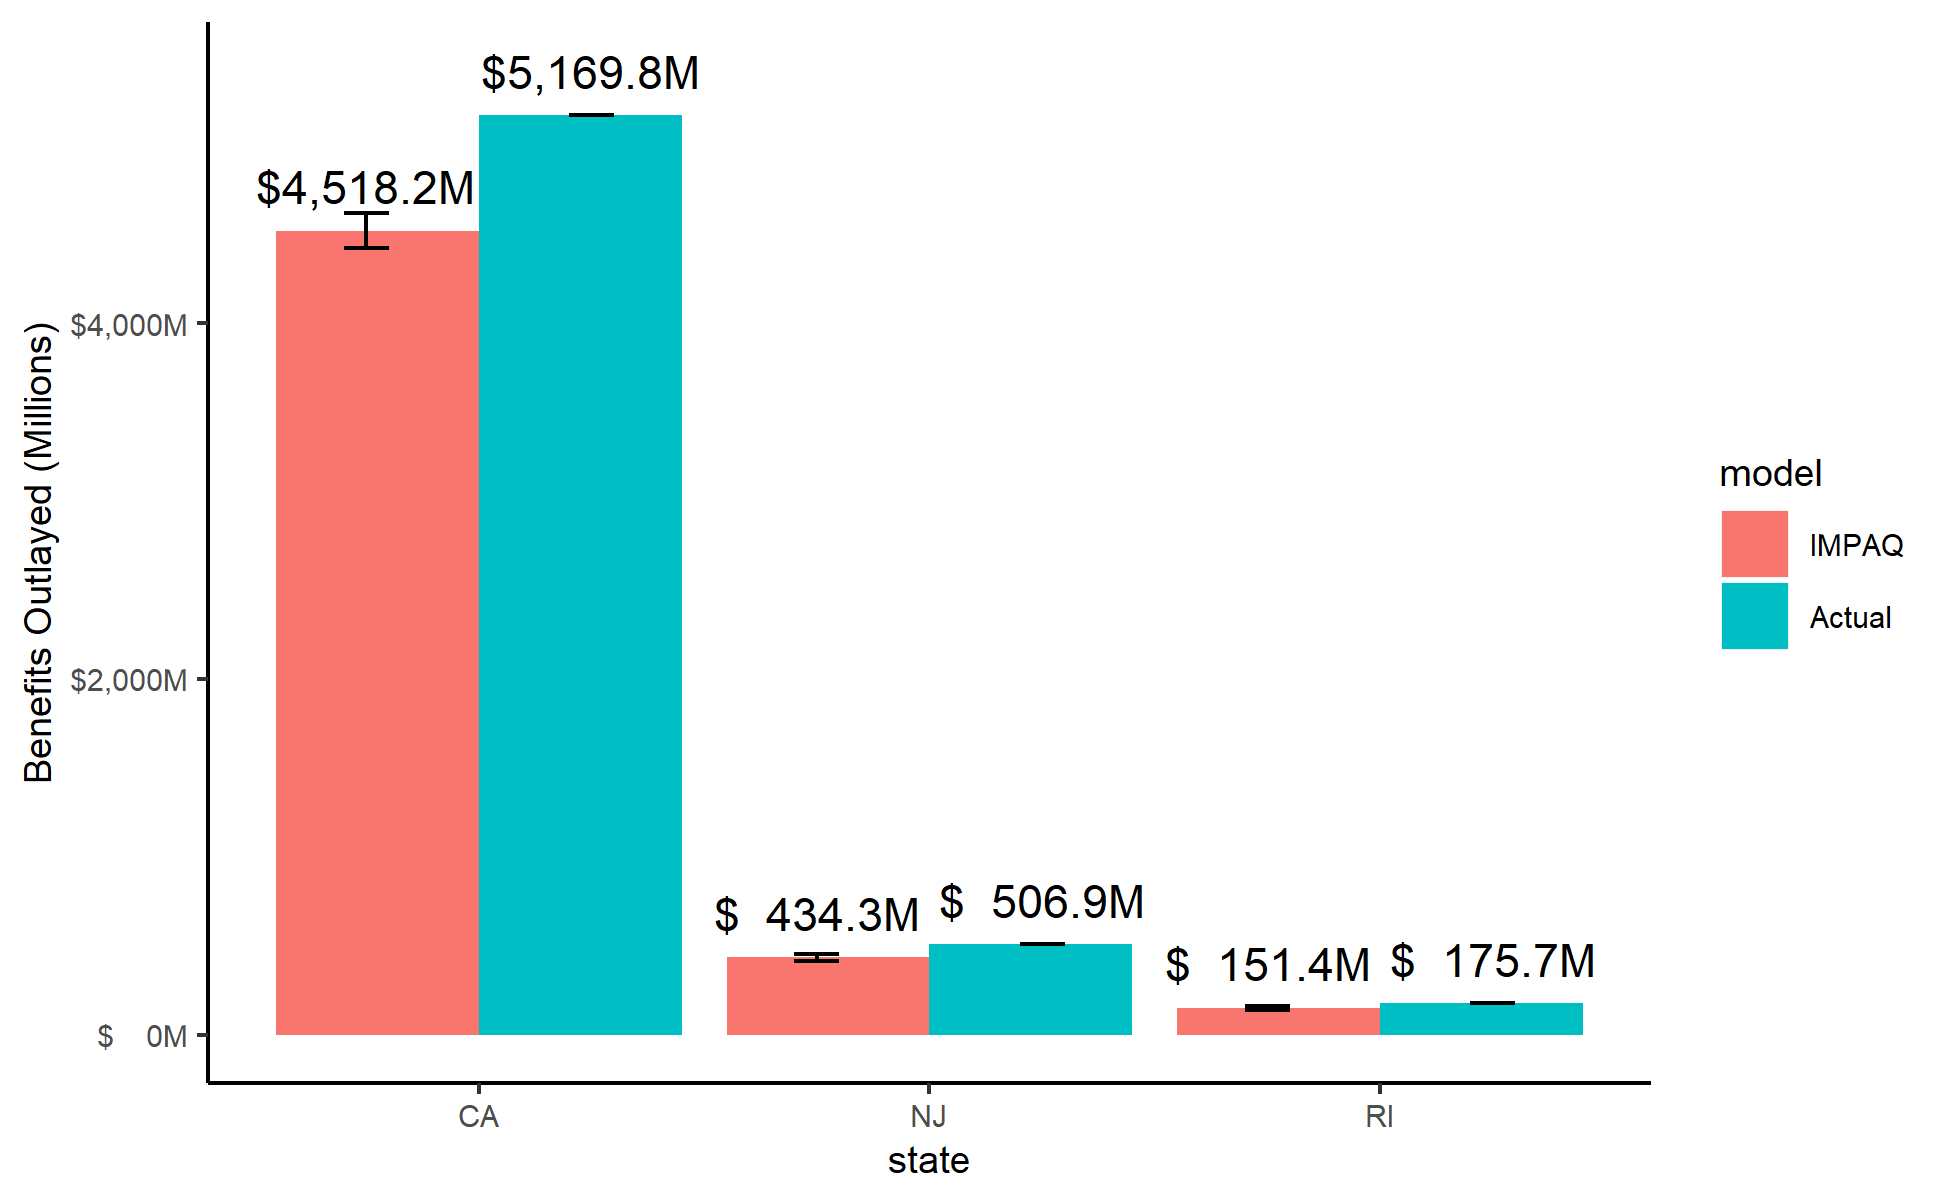 $5,169.8M
$4,518.2M
$4,000M
$2,000M
$   0M
Benefits Outlayed (Millions)
$  434.3M
$  506.9M
$  151.4M
$  175.7M
CA
NJ
RI
state
model
IMPAQ
Actual